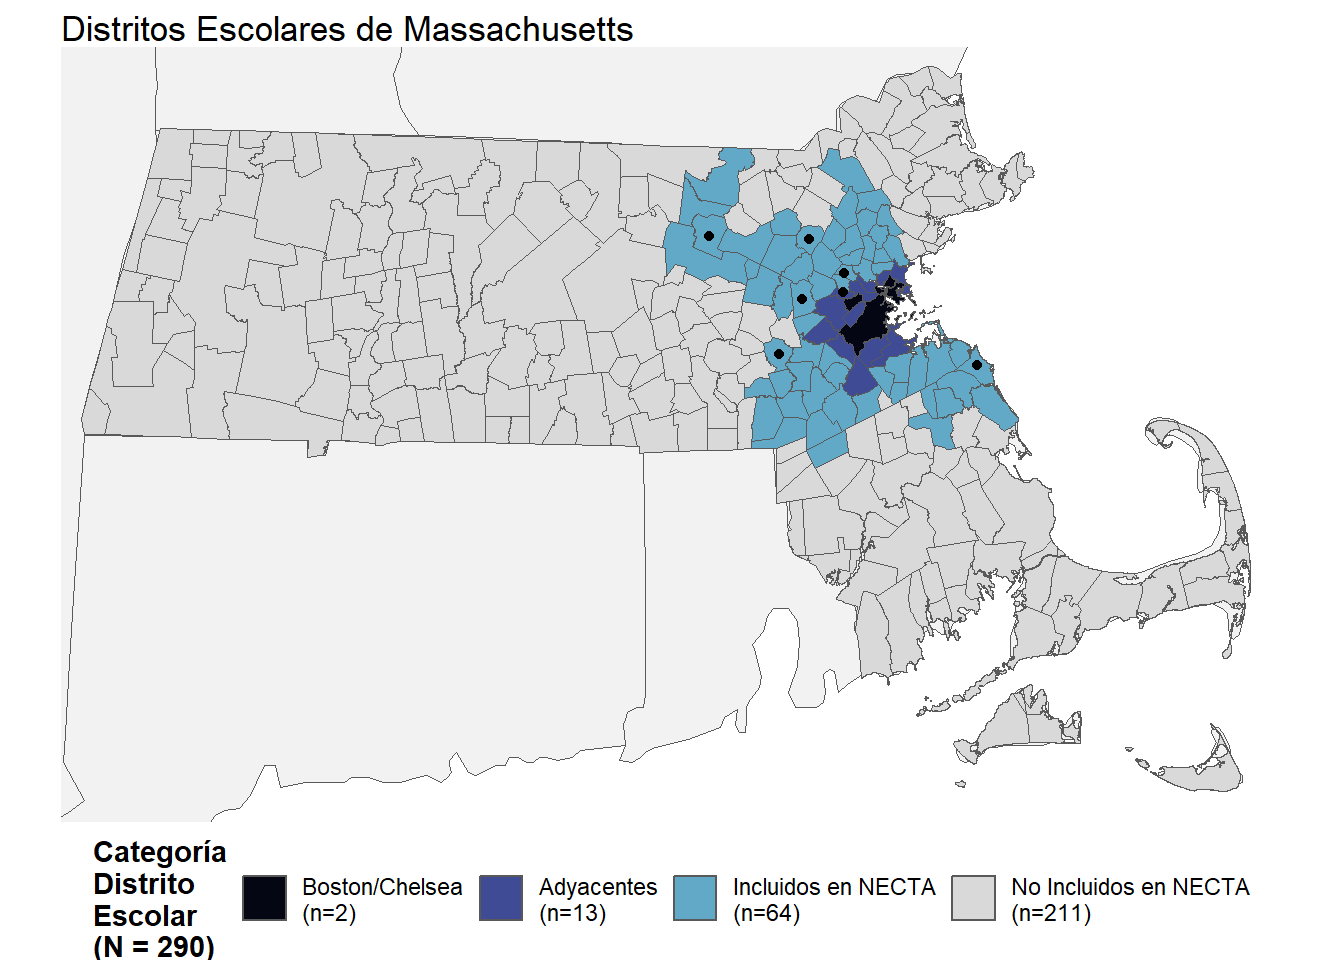 Distritos Escolares de Massachusetts
Categoría
Distrito
Escolar
(N = 290)
Boston/Chelsea
(n=2)
Adyacentes
(n=13)
Incluidos en NECTA
(n=64)
No Incluidos en NECTA
(n=211)